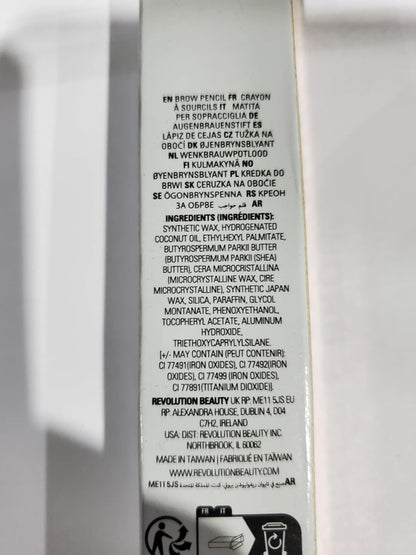 EN BROW PENCIL FR CRAYON
À SOURCILS IT MATITA
PER SOPRACCIGLIA DE
AUGENBRAUENSTIFT ES
LÁPIZ DE CEJAS CZ TUŽKA NA
OBOČÍ DK ØJENBRYNSBLYANT
NL WENKBRAUWPOTLOOD
FI KULMAKYNÄ NO
ØYENBRYNSBLYANT PL KREDKA DO
BRWI SK CERUZKA NA OBOČIE
SE ÖGONBRYNSPENNA RS КРЕОН
ЗА ОБРВЕ قلم حواجب AR
INGREDIENTS (INGRÉDIENTS):
SYNTHETIC WAX, HYDROGENATED
COCONUT OIL, ETHYLHEXYL PALMITATE,
BUTYROSPERMUM PARKII BUTTER
(BUTYROSPERMUM PARKII (SHEA)
BUTTER), CERA MICROCRISTALLINA
(MICROCRYSTALLINE WAX, CIRE
MICROCRYSTALLINE), SYNTHETIC JAPAN
WAX, SILICA, PARAFFIN, GLYCOL
MONTANATE, PHENOXYETHANOL,
TOCOPHERYL ACETATE, ALUMINUM
HYDROXIDE,
TRIETHOXYCAPRYLYLSILANE.
[+/- MAY CONTAIN (PEUT CONTENIR):
CI 77491(IRON OXIDES), CI 77492(IRON
OXIDES), CI 77499 (IRON OXIDES),
CI 77891(TITANIUM DIOXIDE)].
REVOLUTION BEAUTY UK RP: ME11 5JS EU
RP: ALEXANDRA HOUSE, DUBLIN 4, D04
C7H2, IRELAND
USA: DIST: REVOLUTION BEAUTY INC.
NORTHBROOK, IL 60062
MADE IN TAIWAN | FABRIQUÉ EN TAÏWAN
WWW.REVOLUTIONBEAUTY.COM
ME11 5JS AR
FR IT